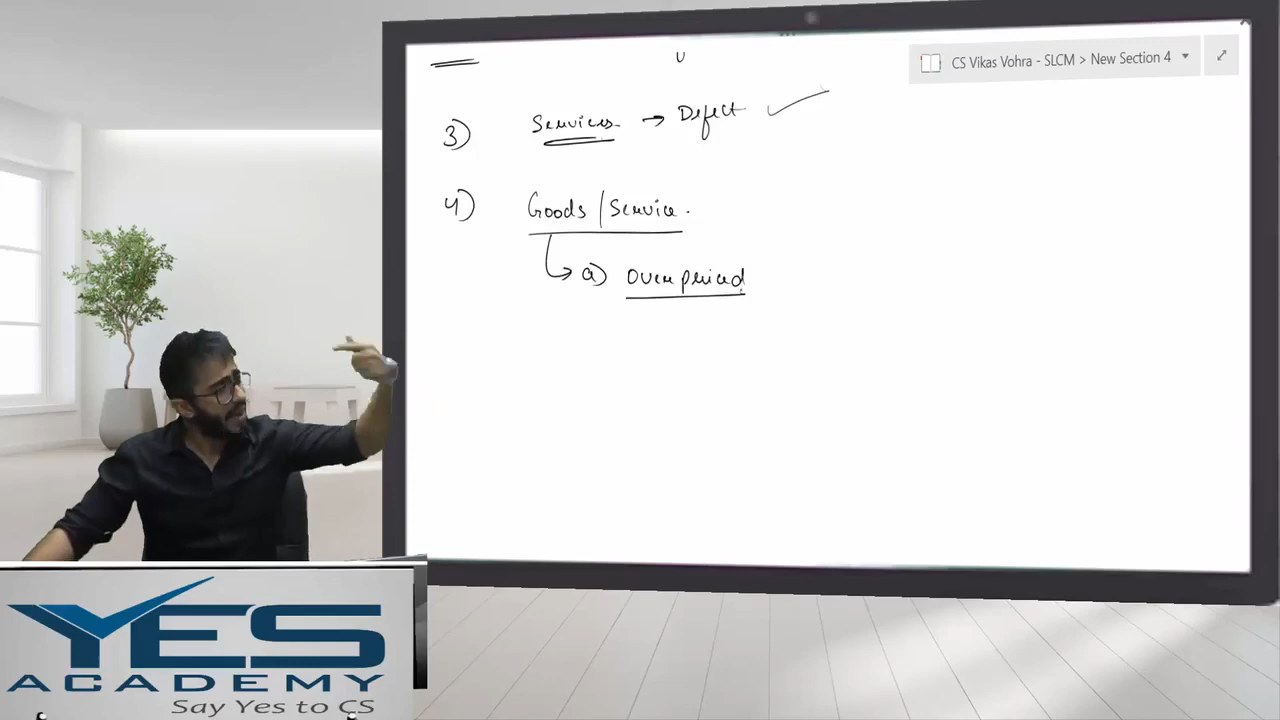 CS Vikas Vohra - SLCM > New Section 4
3) Services → Defect ✓
4) Goods / Service.
↳ a) Overpriced
YES
ACADEMY
Say Yes to CS